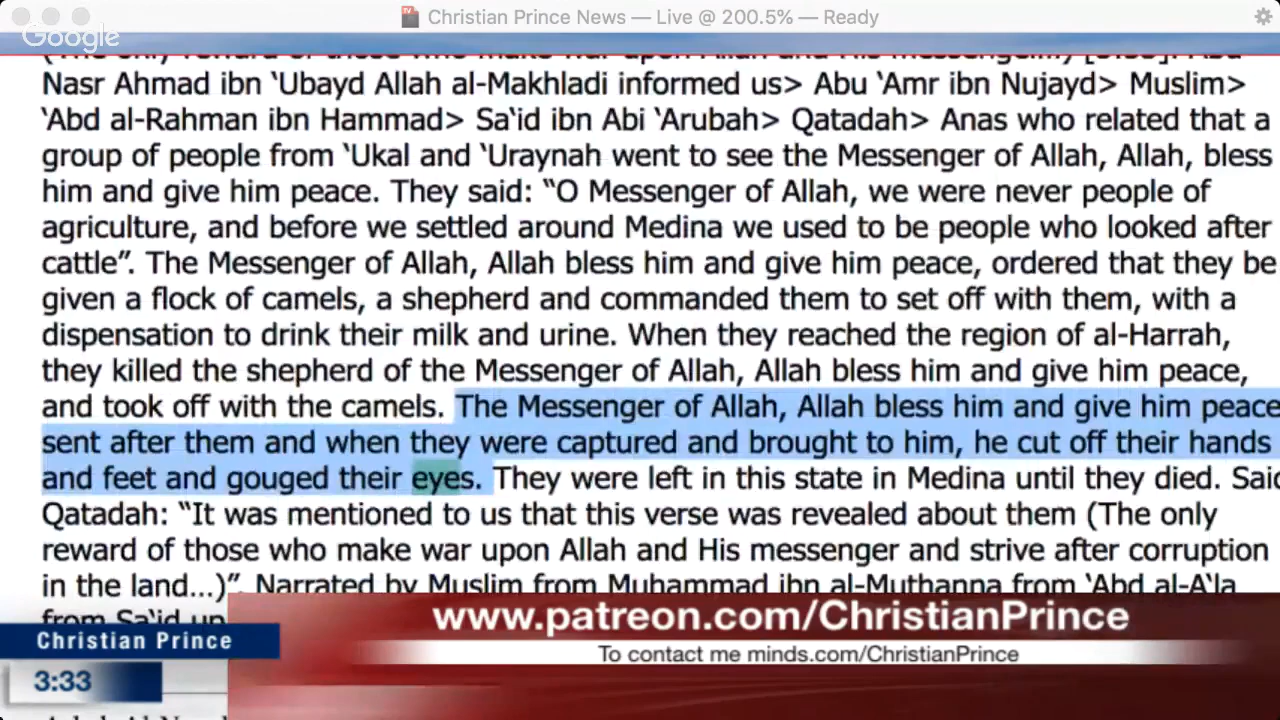 Christian Prince News — Live @ 200.5% — Ready
Google
Nasr Ahmad ibn ‘Ubayd Allah al-Makhladi informed us> Abu ‘Amr ibn Nujayd> Muslim>
‘Abd al-Rahman ibn Hammad> Sa‘id ibn Abi ‘Arubah> Qatadah> Anas who related that a
group of people from ‘Ukal and ‘Uraynah went to see the Messenger of Allah, Allah, bless
him and give him peace. They said: “O Messenger of Allah, we were never people of
agriculture, and before we settled around Medina we used to be people who looked after
cattle”. The Messenger of Allah, Allah bless him and give him peace, ordered that they be
given a flock of camels, a shepherd and commanded them to set off with them, with a
dispensation to drink their milk and urine. When they reached the region of al-Harrah,
they killed the shepherd of the Messenger of Allah, Allah bless him and give him peace,
and took off with the camels. The Messenger of Allah, Allah bless him and give him peace
sent after them and when they were captured and brought to him, he cut off their hands
and feet and gouged their eyes. They were left in this state in Medina until they died. Said
Qatadah: “It was mentioned to us that this verse was revealed about them (The only
reward of those who make war upon Allah and His messenger and strive after corruption
in the land...)”. Narrated by Muslim from Muhammad ibn al-Muthanna from ‘Abd al-A‘la
from Sa‘id up
www.patreon.com/ChristianPrince
Christian Prince
To contact me minds.com/ChristianPrince
3:33